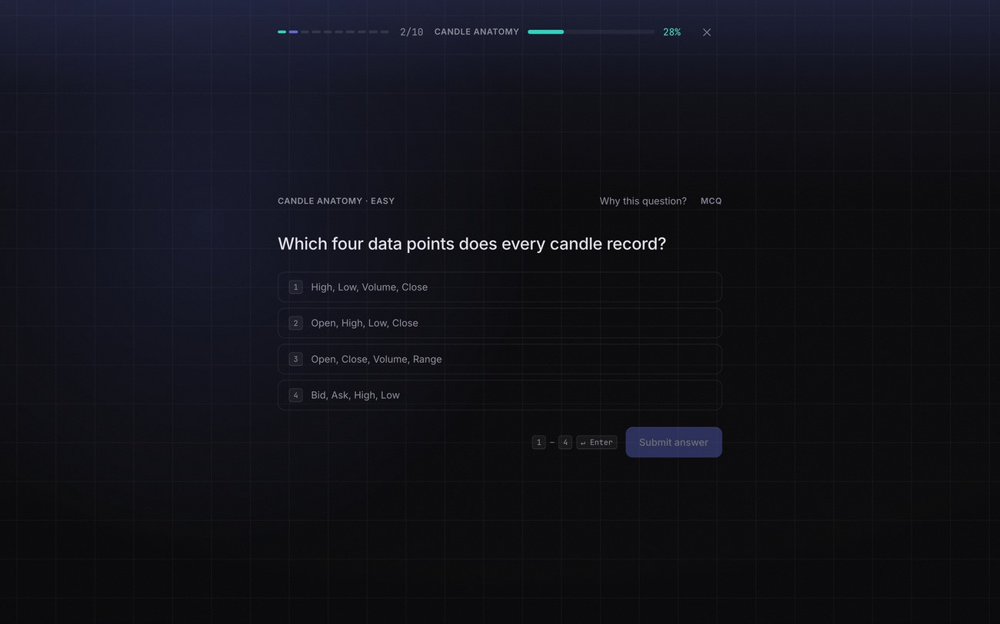 2/10 CANDLE ANATOMY 28%
CANDLE ANATOMY · EASY Why this question? MCQ
Which four data points does every candle record?
1 High, Low, Volume, Close
2 Open, High, Low, Close
3 Open, Close, Volume, Range
4 Bid, Ask, High, Low
1 – 4 ↵ Enter Submit answer